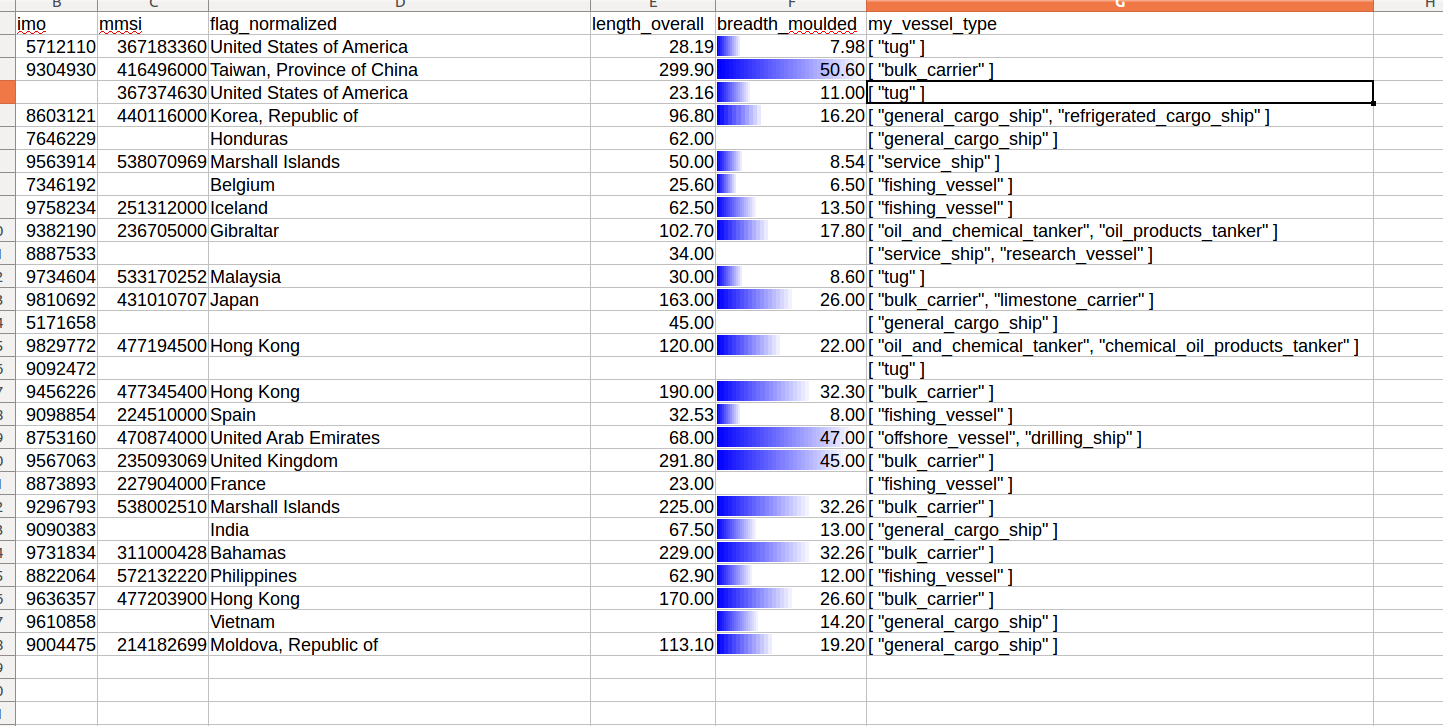 B C D E F G H
imo mmsi flag_normalized length_overall breadth_moulded my_vessel_type
5712110 367183360 United States of America 28.19 7.98 [ "tug" ]
9304930 416496000 Taiwan, Province of China 299.90 50.60 [ "bulk_carrier" ]
367374630 United States of America 23.16 11.00 [ "tug" ]
8603121 440116000 Korea, Republic of 96.80 16.20 [ "general_cargo_ship", "refrigerated_cargo_ship" ]
7646229 Honduras 62.00 [ "general_cargo_ship" ]
9563914 538070969 Marshall Islands 50.00 8.54 [ "service_ship" ]
7346192 Belgium 25.60 6.50 [ "fishing_vessel" ]
9758234 251312000 Iceland 62.50 13.50 [ "fishing_vessel" ]
9382190 236705000 Gibraltar 102.70 17.80 [ "oil_and_chemical_tanker", "oil_products_tanker" ]
8887533 34.00 [ "service_ship", "research_vessel" ]
9734604 533170252 Malaysia 30.00 8.60 [ "tug" ]
9810692 431010707 Japan 163.00 26.00 [ "bulk_carrier", "limestone_carrier" ]
5171658 45.00 [ "general_cargo_ship" ]
9829772 477194500 Hong Kong 120.00 22.00 [ "oil_and_chemical_tanker", "chemical_oil_products_tanker" ]
9092472 [ "tug" ]
9456226 477345400 Hong Kong 190.00 32.30 [ "bulk_carrier" ]
9098854 224510000 Spain 32.53 8.00 [ "fishing_vessel" ]
8753160 470874000 United Arab Emirates 68.00 47.00 [ "offshore_vessel", "drilling_ship" ]
9567063 235093069 United Kingdom 291.80 45.00 [ "bulk_carrier" ]
8873893 227904000 France 23.00 [ "fishing_vessel" ]
9296793 538002510 Marshall Islands 225.00 32.26 [ "bulk_carrier" ]
9090383 India 67.50 13.00 [ "general_cargo_ship" ]
9731834 311000428 Bahamas 229.00 32.26 [ "bulk_carrier" ]
8822064 572132220 Philippines 62.90 12.00 [ "fishing_vessel" ]
9636357 477203900 Hong Kong 170.00 26.60 [ "bulk_carrier" ]
9610858 Vietnam 14.20 [ "general_cargo_ship" ]
9004475 214182699 Moldova, Republic of 113.10 19.20 [ "general_cargo_ship" ]